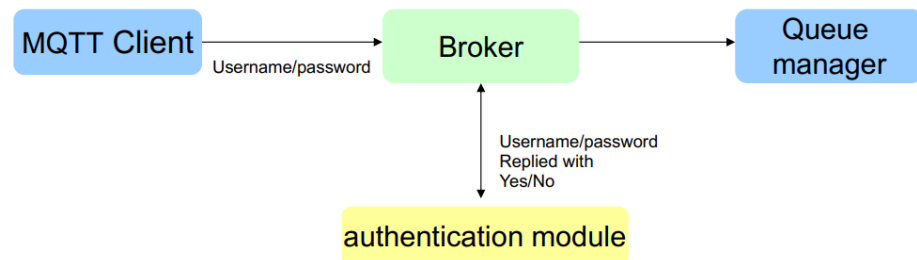 MQTT Client
Username/password
Broker
Queue
manager
Username/password
Replied with
Yes/No
authentication module